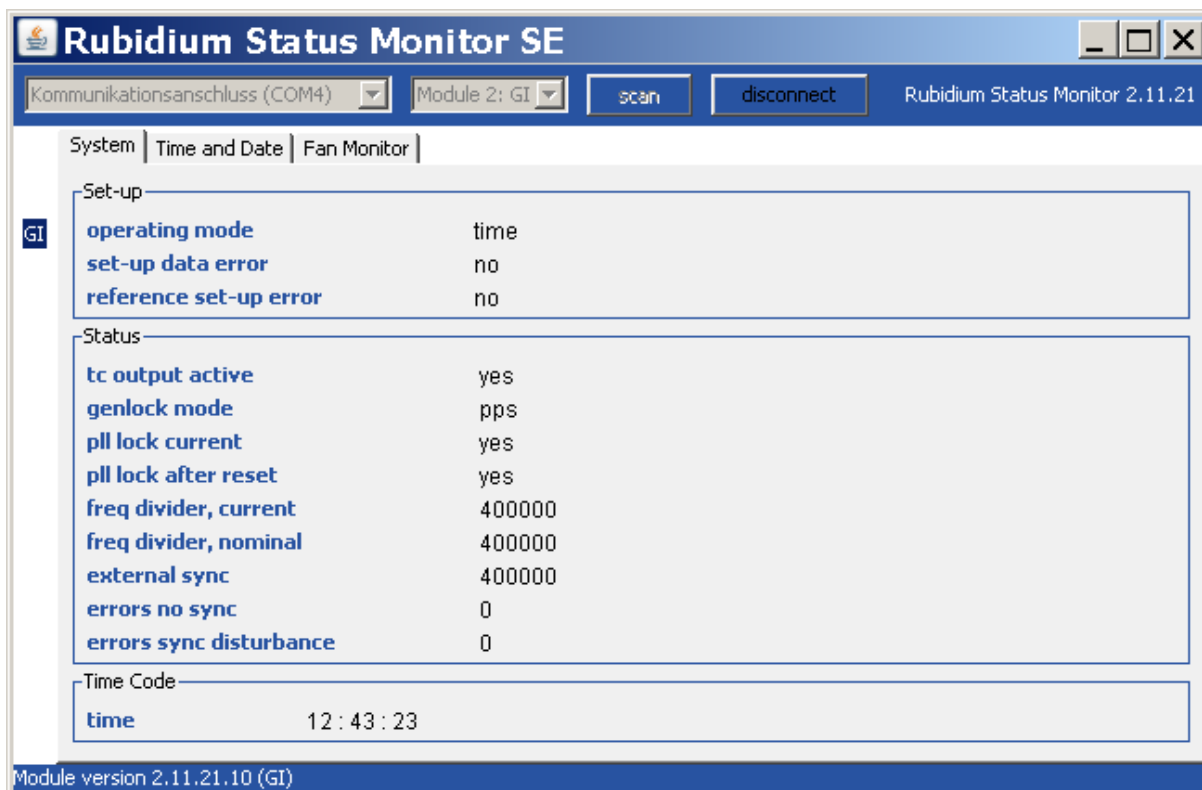 Rubidium Status Monitor SE
Kommunikationsanschluss (COM4) Module 2: GI scan disconnect Rubidium Status Monitor 2.11.21
System Time and Date Fan Monitor
Set-up
GI operating mode time
set-up data error no
reference set-up error no
Status
tc output active yes
genlock mode pps
pll lock current yes
pll lock after reset yes
freq divider, current 400000
freq divider, nominal 400000
external sync 400000
errors no sync 0
errors sync disturbance 0
Time Code
time 12 : 43 : 23
Module version 2.11.21.10 (GI)